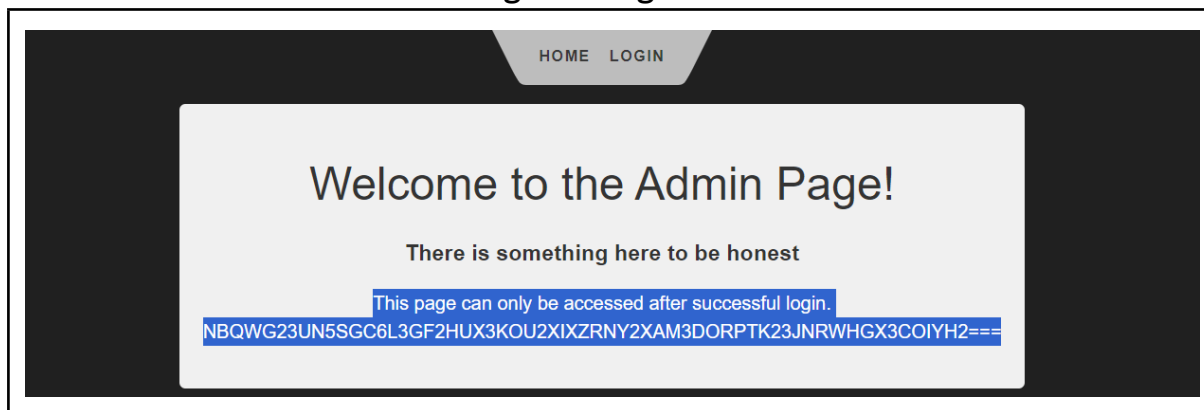 HOME LOGIN
Welcome to the Admin Page!
There is something here to be honest
This page can only be accessed after successful login.
NBQWG23UN5SGC6L3GF2HUX3KOU2XIXZRNY2XAM3DORPTK23JNRWHGX3COIYH2===